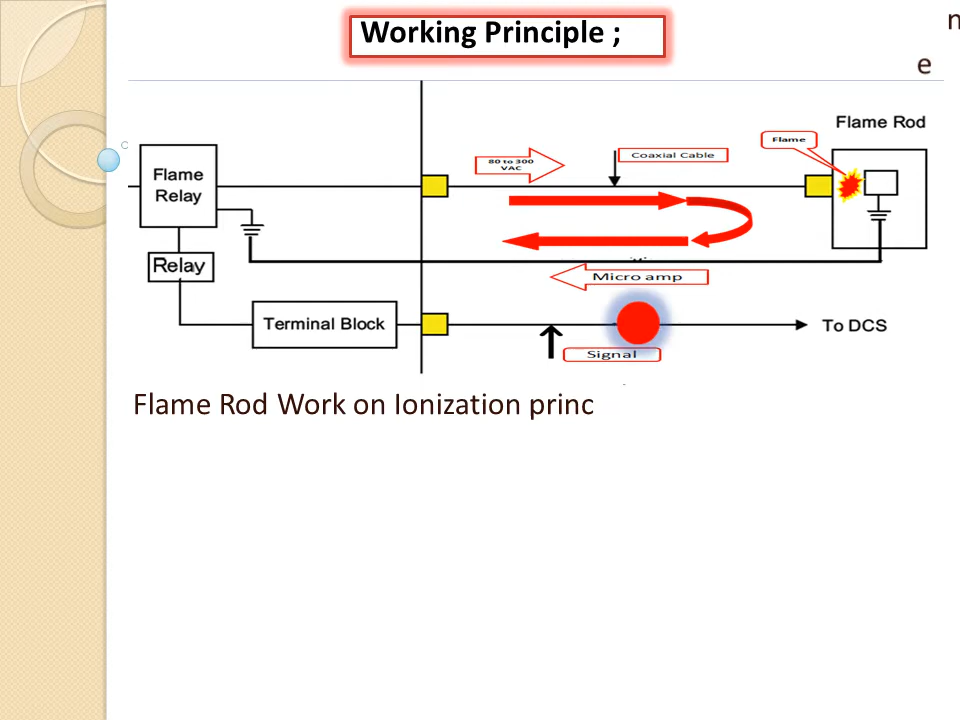 Working Principle ;
n
e
Flame Rod
Flame
80 to 300
VAC
Coaxial Cable
Flame
Relay
Relay
Micro amp
Terminal Block
To DCS
Signal
Flame Rod Work on Ionization princ